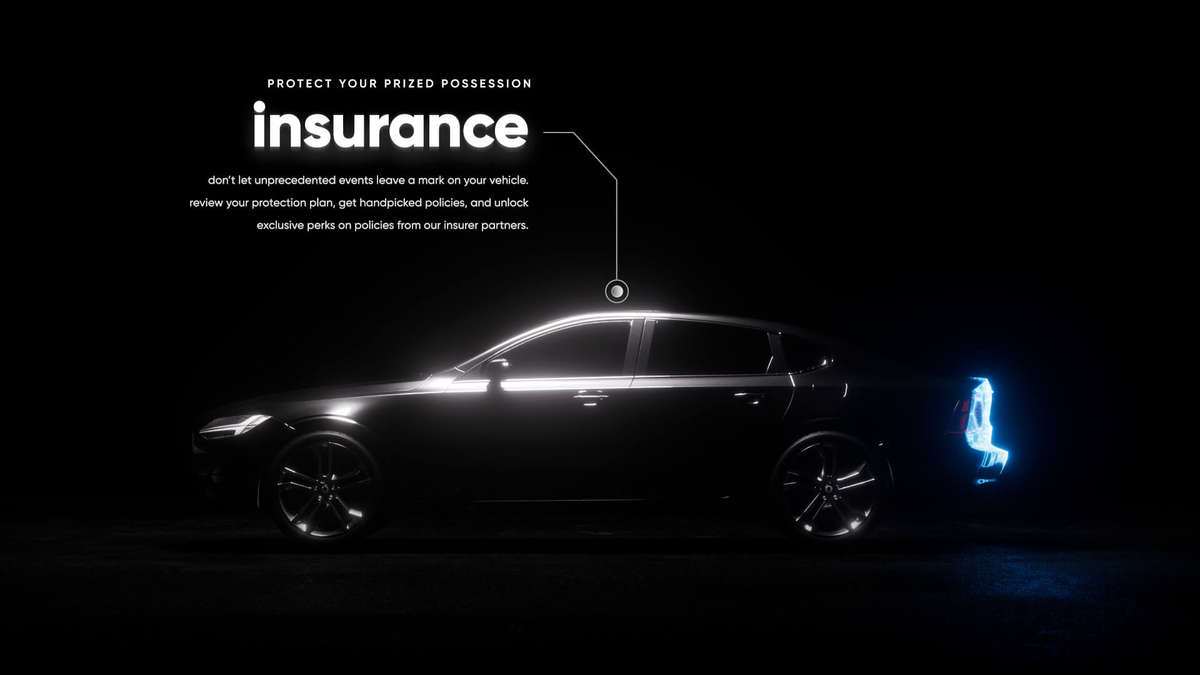 PROTECT YOUR PRIZED POSSESSION
insurance
don't let unprecedented events leave a mark on your vehicle.
review your protection plan, get handpicked policies, and unlock
exclusive perks on policies from our insurer partners.